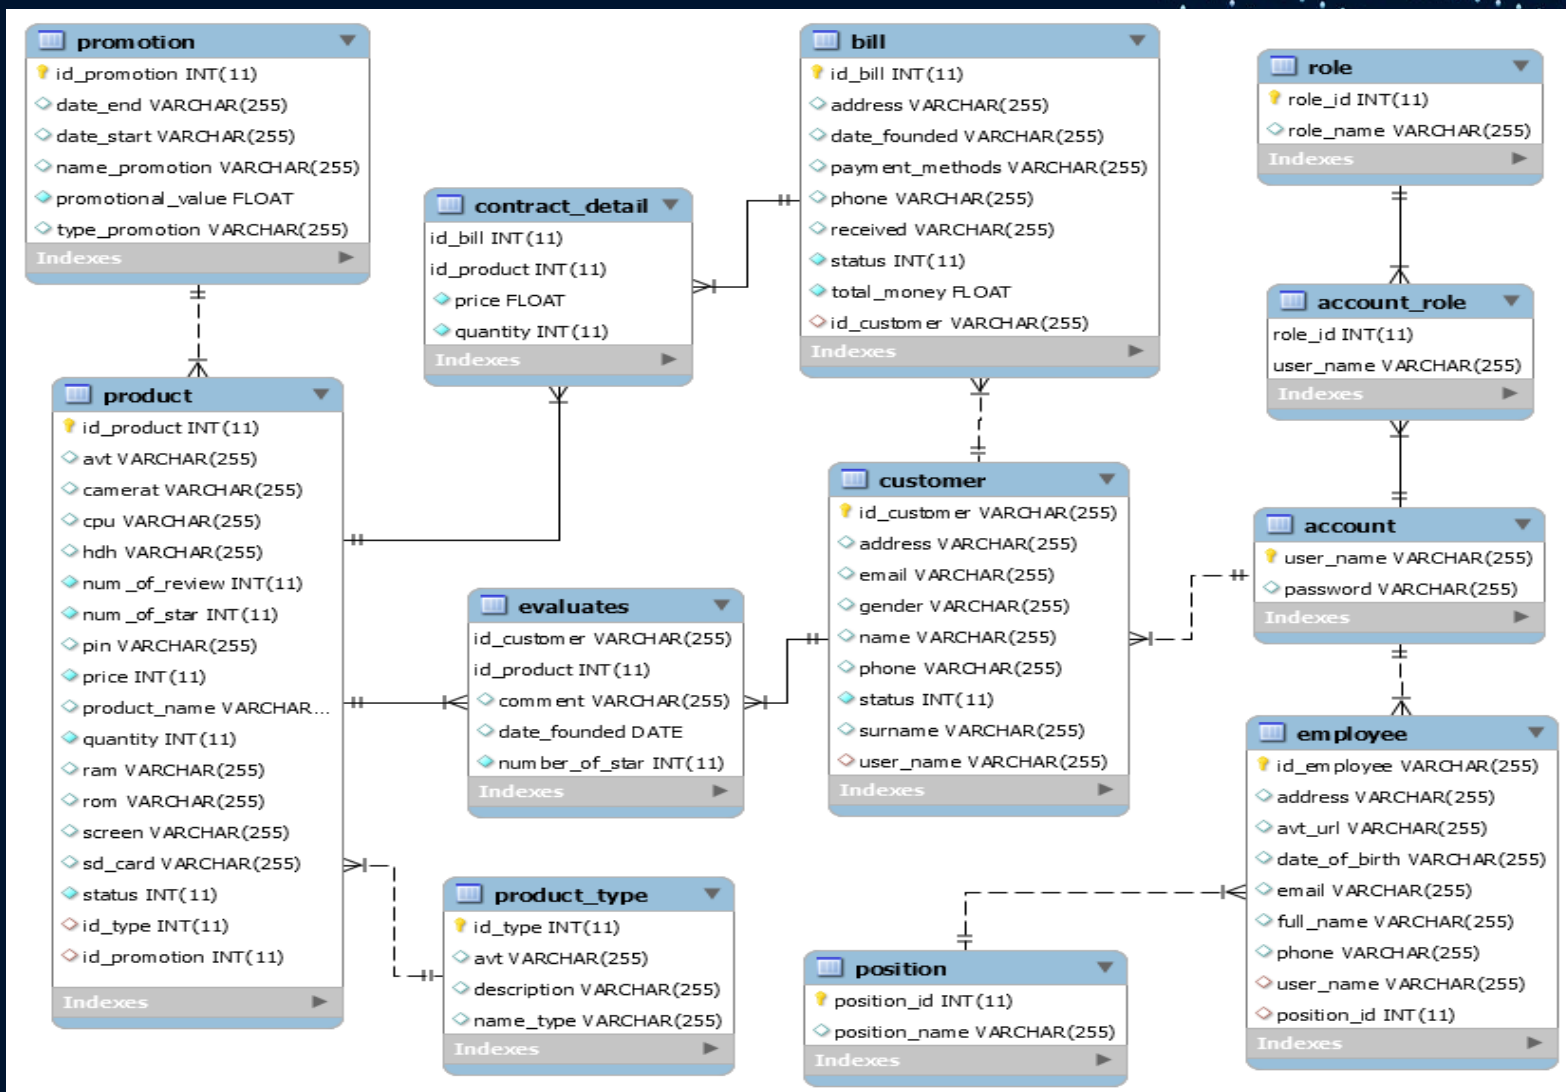 promotion
id_promotion INT(11)
date_end VARCHAR(255)
date_start VARCHAR(255)
name_promotion VARCHAR(255)
promotional_value FLOAT
type_promotion VARCHAR(255)
Indexes
bill
id_bill INT(11)
address VARCHAR(255)
date_founded VARCHAR(255)
payment_methods VARCHAR(255)
phone VARCHAR(255)
received VARCHAR(255)
status INT(11)
total_money FLOAT
id_customer VARCHAR(255)
Indexes
role
role_id INT(11)
role_name VARCHAR(255)
Indexes
contract_detail
id_bill INT(11)
id_product INT(11)
price FLOAT
quantity INT(11)
Indexes
account_role
role_id INT(11)
user_name VARCHAR(255)
Indexes
product
id_product INT(11)
avt VARCHAR(255)
camerat VARCHAR(255)
cpu VARCHAR(255)
hdh VARCHAR(255)
num_of_review INT(11)
num_of_star INT(11)
pin VARCHAR(255)
price INT(11)
product_name VARCHAR...
quantity INT(11)
ram VARCHAR(255)
rom VARCHAR(255)
screen VARCHAR(255)
sd_card VARCHAR(255)
status INT(11)
id_type INT(11)
id_promotion INT(11)
Indexes
customer
id_customer VARCHAR(255)
address VARCHAR(255)
email VARCHAR(255)
gender VARCHAR(255)
name VARCHAR(255)
phone VARCHAR(255)
status INT(11)
surname VARCHAR(255)
user_name VARCHAR(255)
Indexes
account
user_name VARCHAR(255)
password VARCHAR(255)
Indexes
evaluates
id_customer VARCHAR(255)
id_product INT(11)
comment VARCHAR(255)
date_founded DATE
number_of_star INT(11)
Indexes
employee
id_employee VARCHAR(255)
address VARCHAR(255)
avt_url VARCHAR(255)
date_of_birth VARCHAR(255)
email VARCHAR(255)
full_name VARCHAR(255)
phone VARCHAR(255)
user_name VARCHAR(255)
position_id INT(11)
Indexes
product_type
id_type INT(11)
avt VARCHAR(255)
description VARCHAR(255)
name_type VARCHAR(255)
Indexes
position
position_id INT(11)
position_name VARCHAR(255)
Indexes